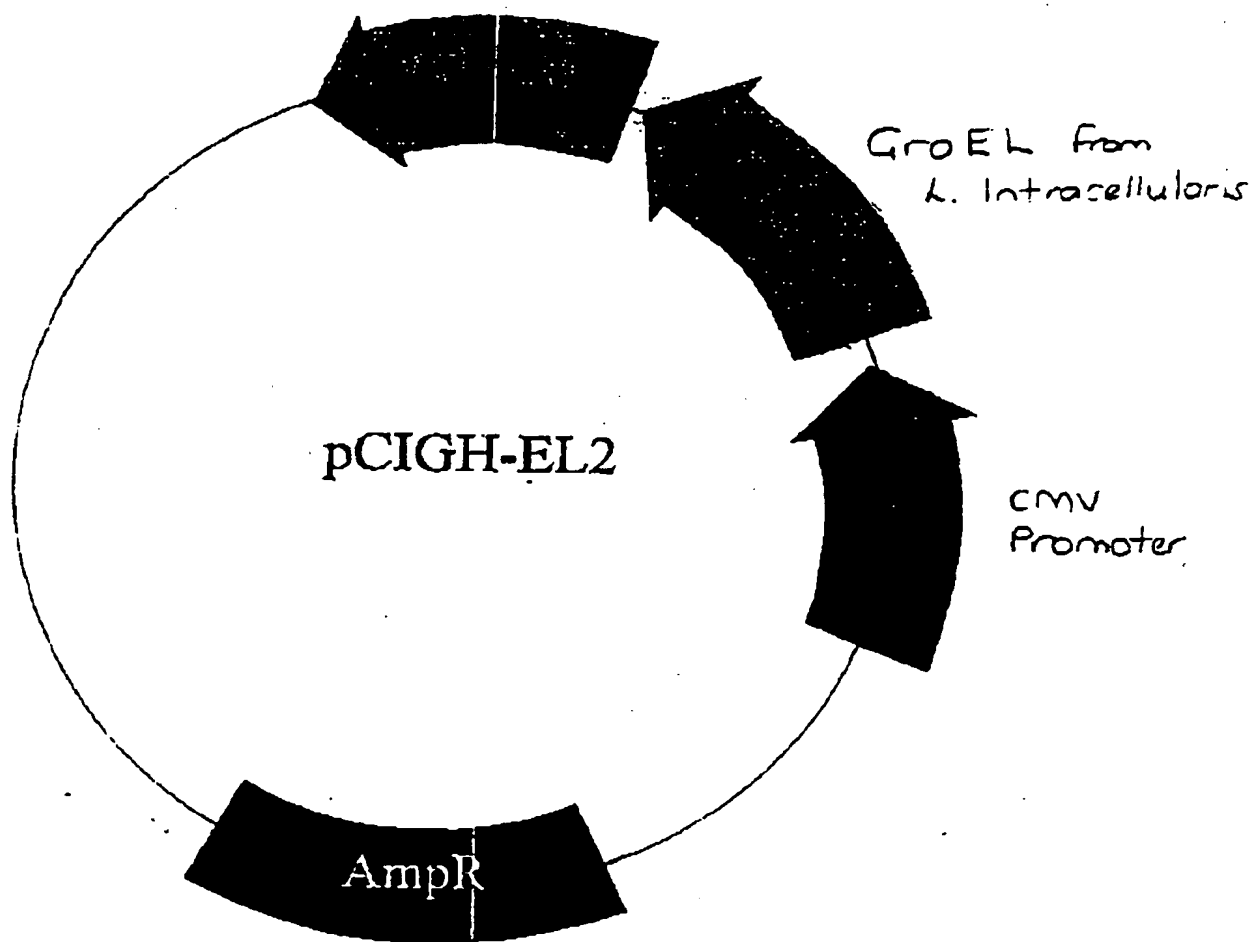 GroEL from
L. Intracellularis
pCIGH-EL2
CMV
Promoter
AmpR